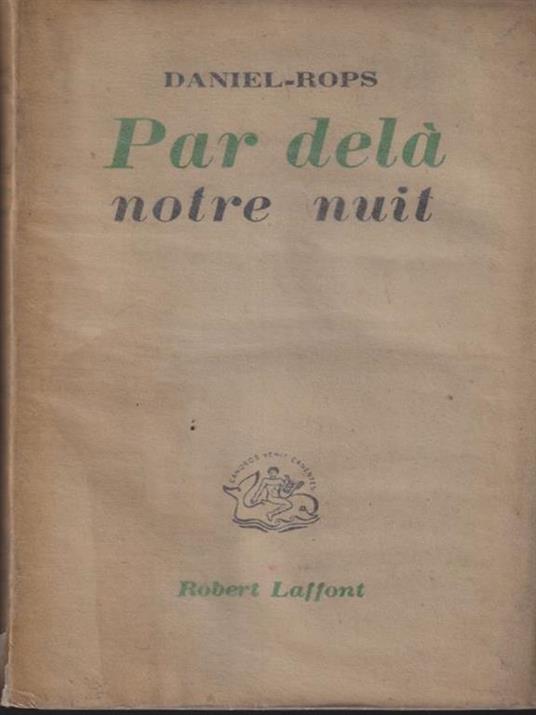 DANIEL-ROPS
Par delà
notre nuit
Robert Laffont